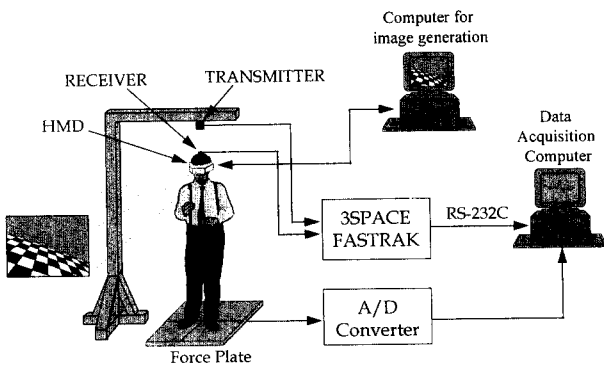 Computer for
image generation
RECEIVER
TRANSMITTER
HMD
Data
Acquisition
Computer
3SPACE
FASTRAK
RS-232C
A/D
Converter
Force Plate